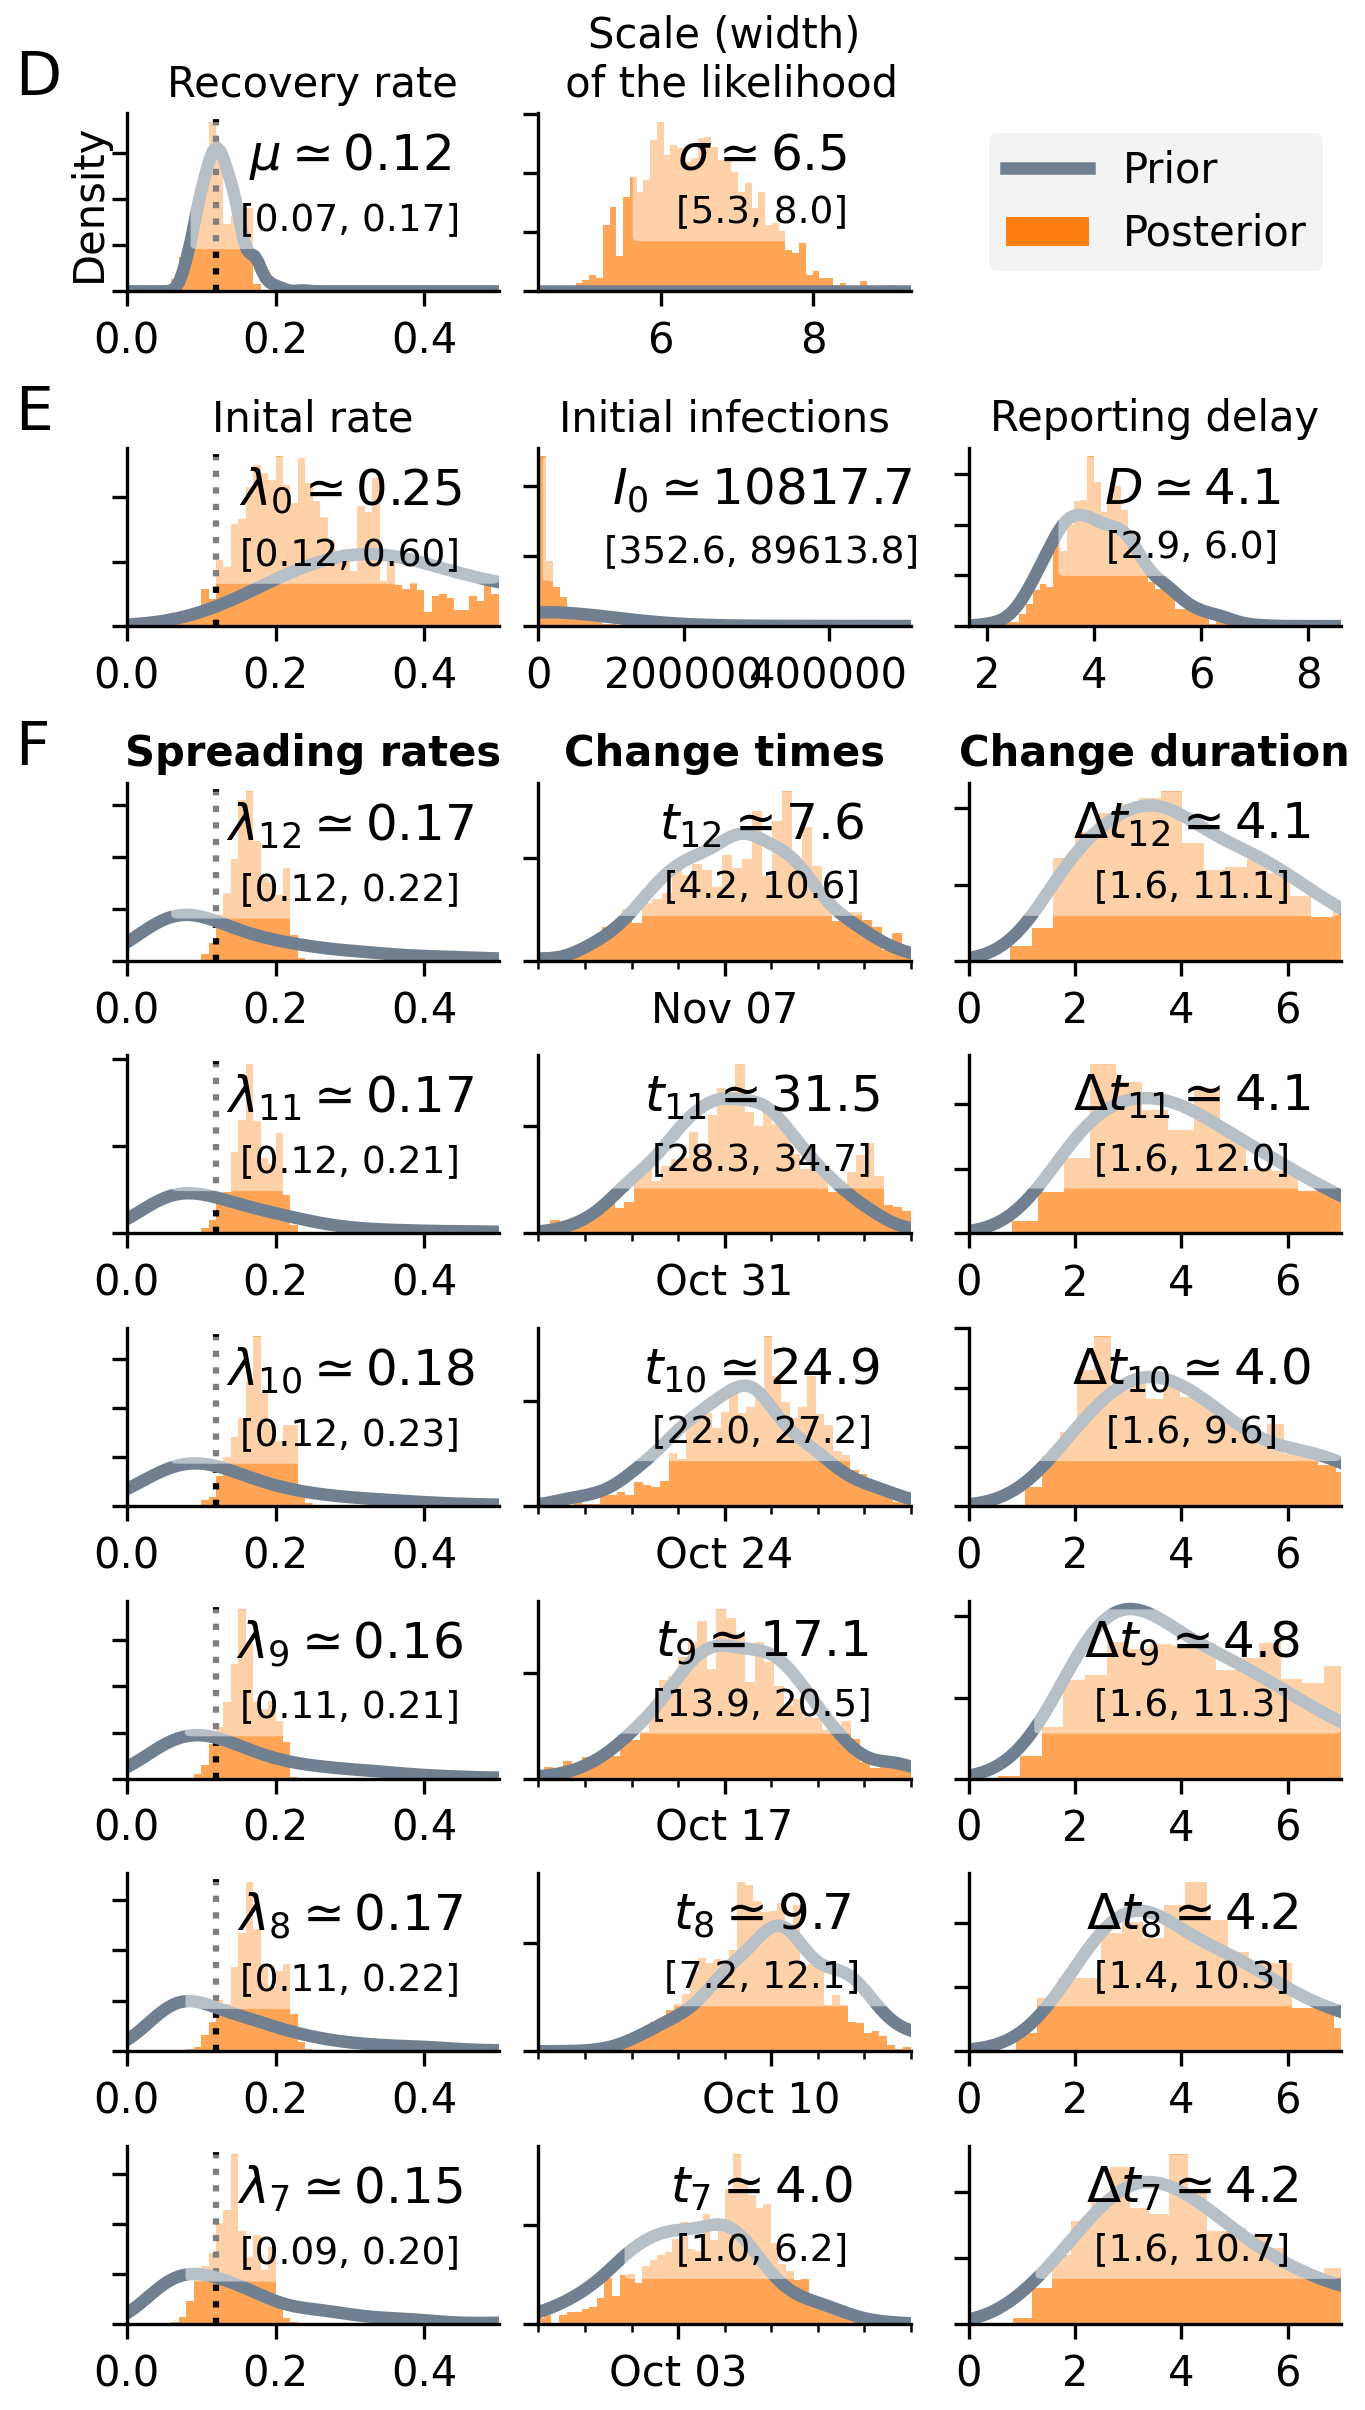 D
Recovery rate
Scale (width)
of the likelihood
Density
μ ≃ 0.12
[0.07, 0.17]
0.0 0.2 0.4
σ ≃ 6.5
[5.3, 8.0]
6 8
Prior
Posterior
E
Inital rate
λ0 ≃ 0.25
[0.12, 0.60]
0.0 0.2 0.4
Initial infections
I0 ≃ 10817.7
[352.6, 89613.8]
0 200000 400000
Reporting delay
D ≃ 4.1
[2.9, 6.0]
2 4 6 8
F
Spreading rates
Change times
Change duration
λ12 ≃ 0.17
[0.12, 0.22]
0.0 0.2 0.4
t12 ≃ 7.6
[4.2, 10.6]
Nov 07
Δt12 ≃ 4.1
[1.6, 11.1]
0 2 4 6
λ11 ≃ 0.17
[0.12, 0.21]
0.0 0.2 0.4
t11 ≃ 31.5
[28.3, 34.7]
Oct 31
Δt11 ≃ 4.1
[1.6, 12.0]
0 2 4 6
λ10 ≃ 0.18
[0.12, 0.23]
0.0 0.2 0.4
t10 ≃ 24.9
[22.0, 27.2]
Oct 24
Δt10 ≃ 4.0
[1.6, 9.6]
0 2 4 6
λ9 ≃ 0.16
[0.11, 0.21]
0.0 0.2 0.4
t9 ≃ 17.1
[13.9, 20.5]
Oct 17
Δt9 ≃ 4.8
[1.6, 11.3]
0 2 4 6
λ8 ≃ 0.17
[0.11, 0.22]
0.0 0.2 0.4
t8 ≃ 9.7
[7.2, 12.1]
Oct 10
Δt8 ≃ 4.2
[1.4, 10.3]
0 2 4 6
λ7 ≃ 0.15
[0.09, 0.20]
0.0 0.2 0.4
t7 ≃ 4.0
[1.0, 6.2]
Oct 03
Δt7 ≃ 4.2
[1.6, 10.7]
0 2 4 6